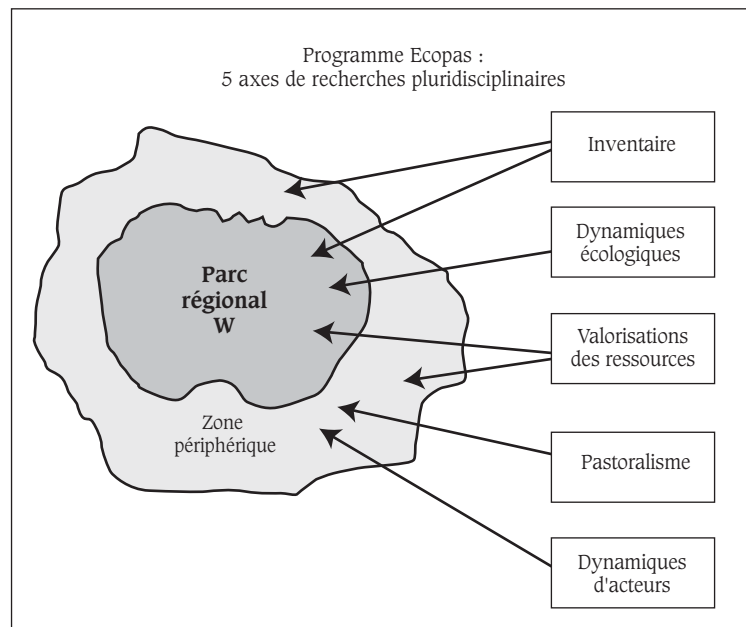 Programme Ecopas :
5 axes de recherches pluridisciplinaires
Inventaire
Dynamiques
écologiques
Parc
régional
W
Valorisations
des ressources
Zone
périphérique
Pastoralisme
Dynamiques
d'acteurs